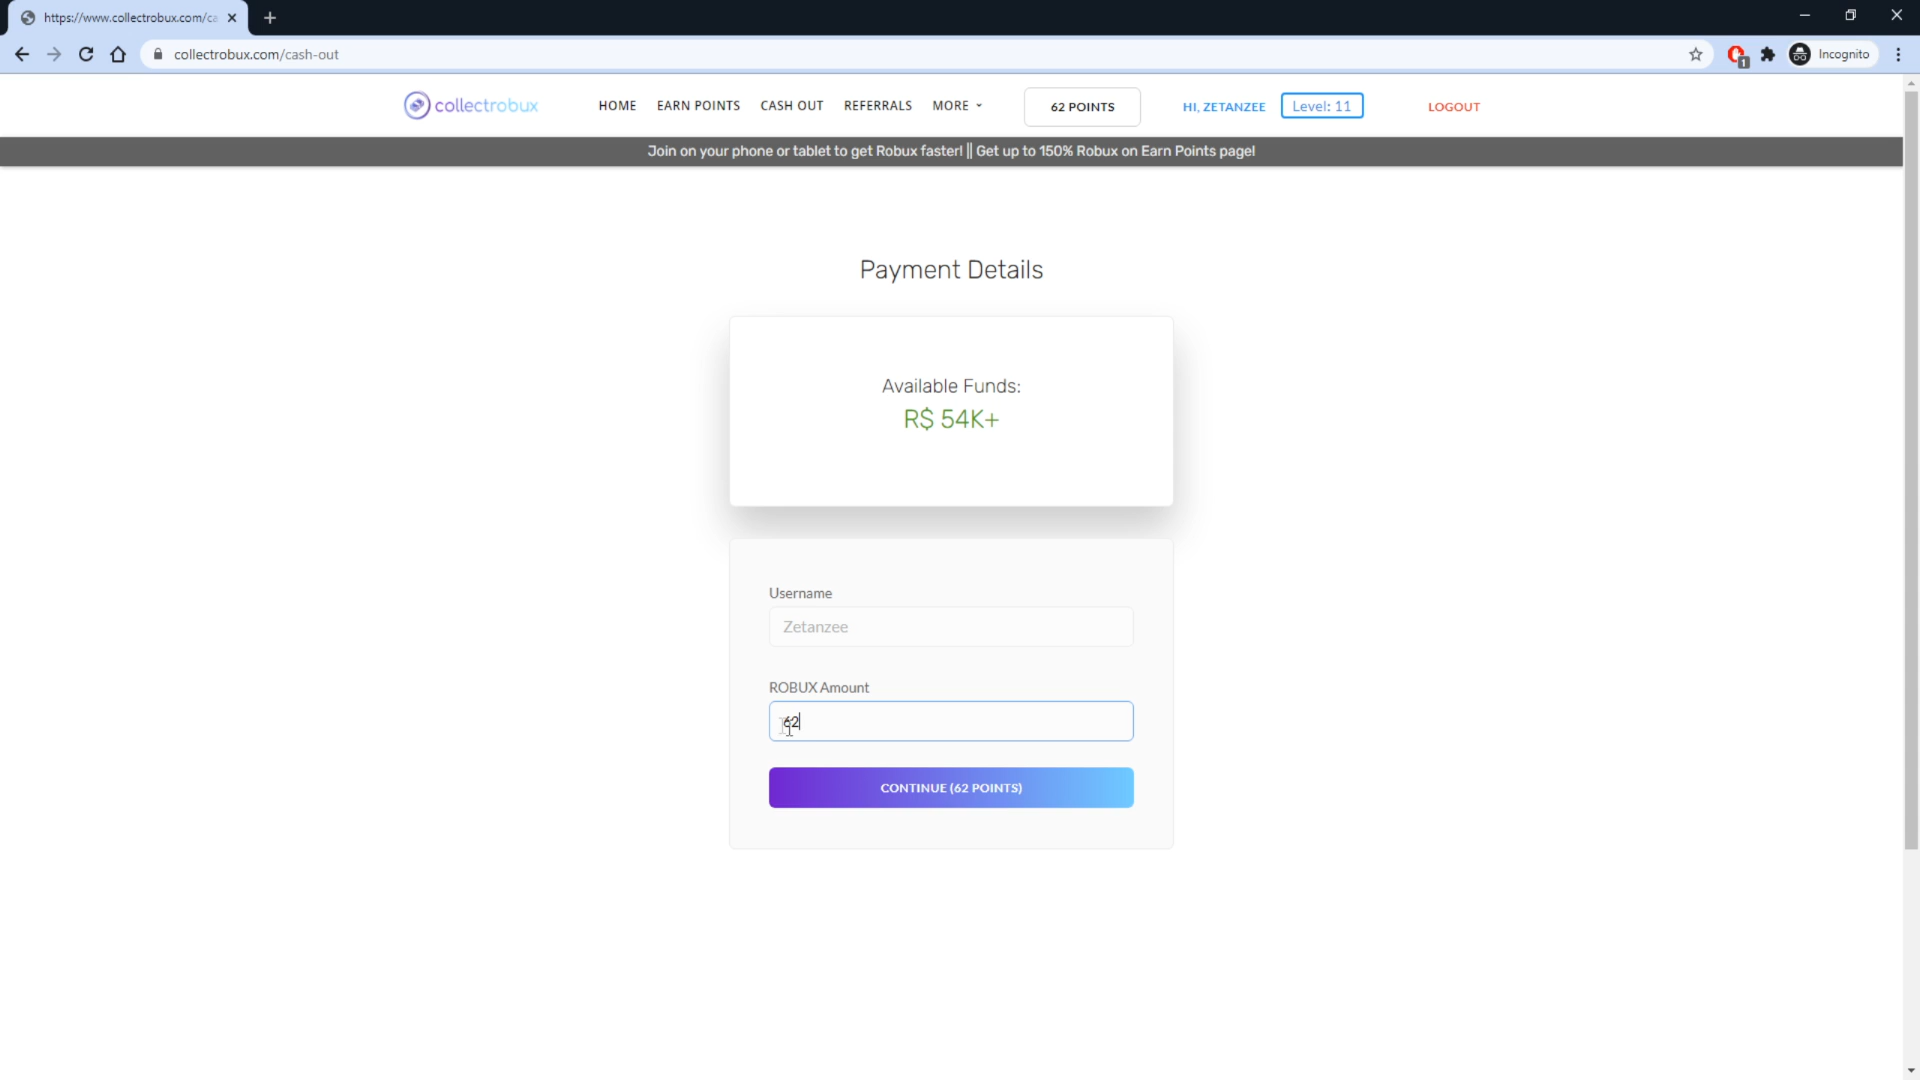 https://www.collectrobux.com/ca
collectrobux.com/cash-out
1
Incognito
collectrobux
HOME
EARN POINTS
CASH OUT
REFERRALS
MORE
62 POINTS
HI, ZETANZEE
Level: 11
LOGOUT
Join on your phone or tablet to get Robux faster! || Get up to 150% Robux on Earn Points page!
Payment Details
Available Funds:
R$ 54K+
Username
Zetanzee
ROBUX Amount
62
CONTINUE (62 POINTS)